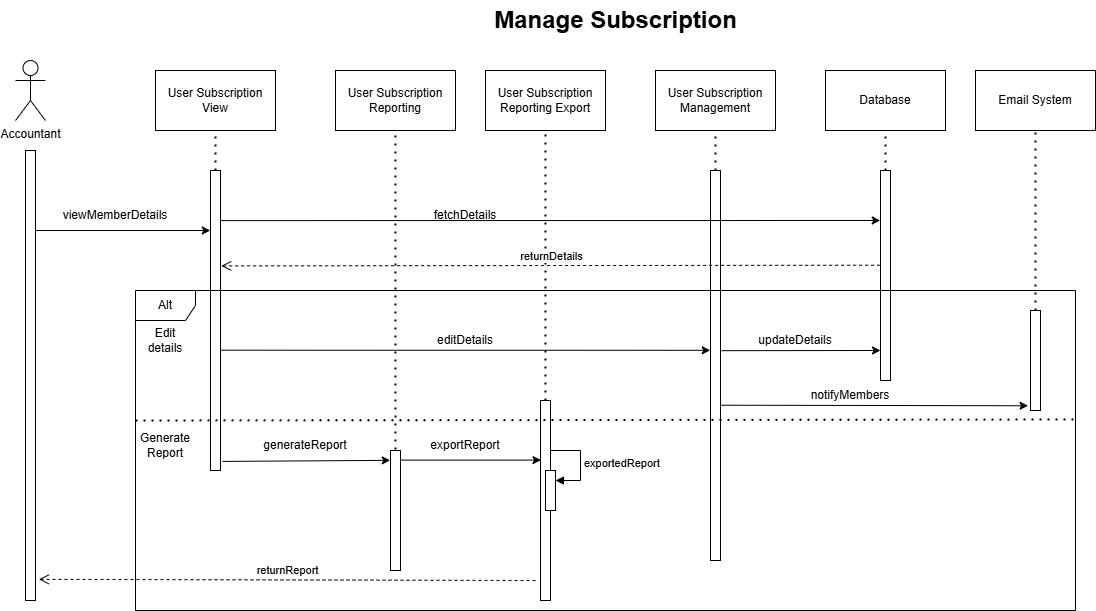 Manage Subscription
Accountant
User Subscription
View
User Subscription
Reporting
User Subscription
Reporting Export
User Subscription
Management
Database
Email System
viewMemberDetails
fetchDetails
returnDetails
Alt
Edit
details
editDetails
updateDetails
notifyMembers
Generate
Report
generateReport
exportReport
exportedReport
returnReport